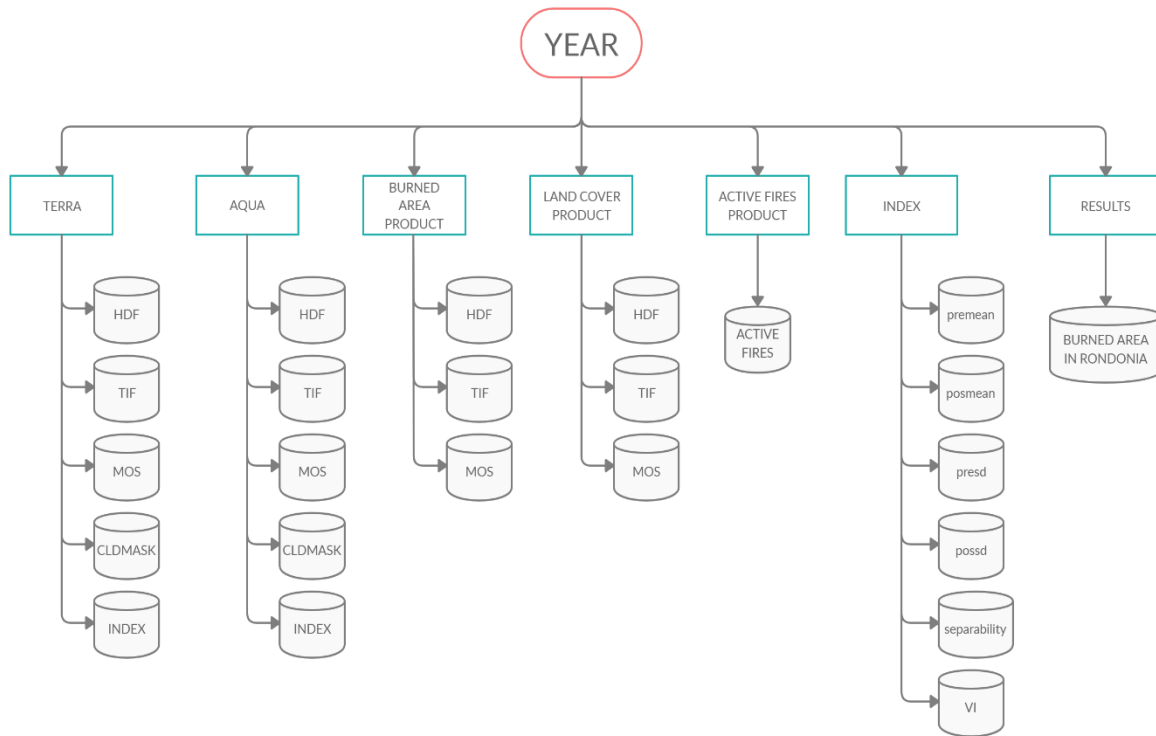 YEAR
TERRA
AQUA
BURNED
AREA
PRODUCT
LAND COVER
PRODUCT
ACTIVE FIRES
PRODUCT
INDEX
RESULTS
HDF
TIF
MOS
CLDMASK
INDEX
HDF
TIF
MOS
CLDMASK
INDEX
HDF
TIF
MOS
HDF
TIF
MOS
ACTIVE
FIRES
premean
posmean
presd
possd
separability
VI
BURNED AREA
IN RONDONIA